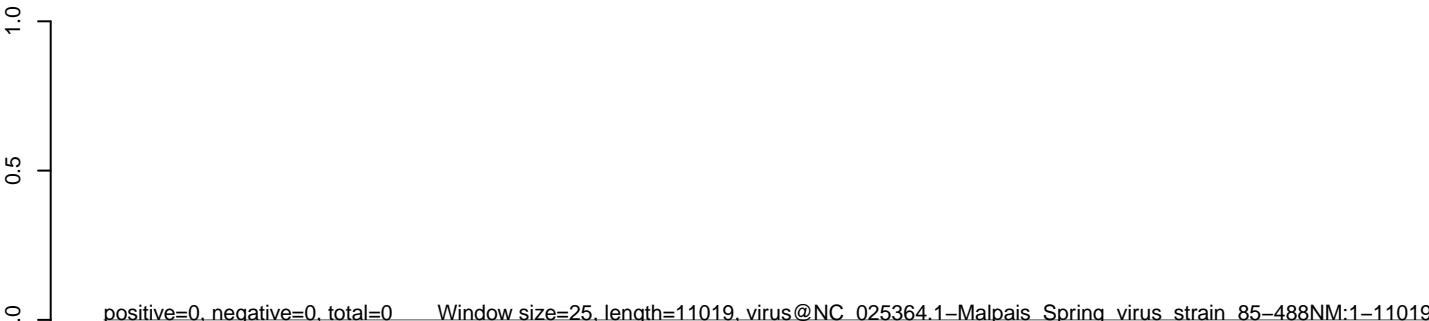 1.0
0.5
.0
positive=0, negative=0, total=0 Window size=25, length=11019, virus@NC_025364.1−Malpais_Spring_virus_strain_85−488NM:1−11019